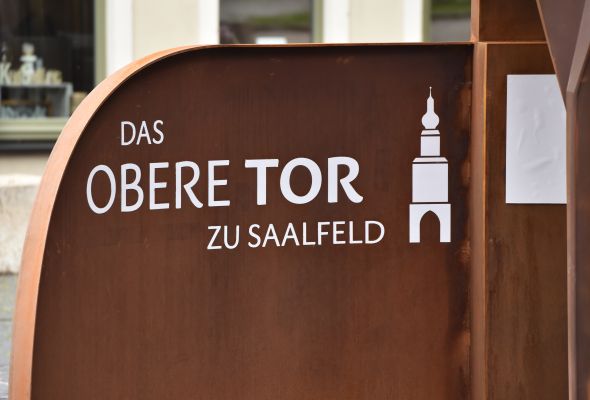 DAS
OBERE TOR
ZU SAALFELD